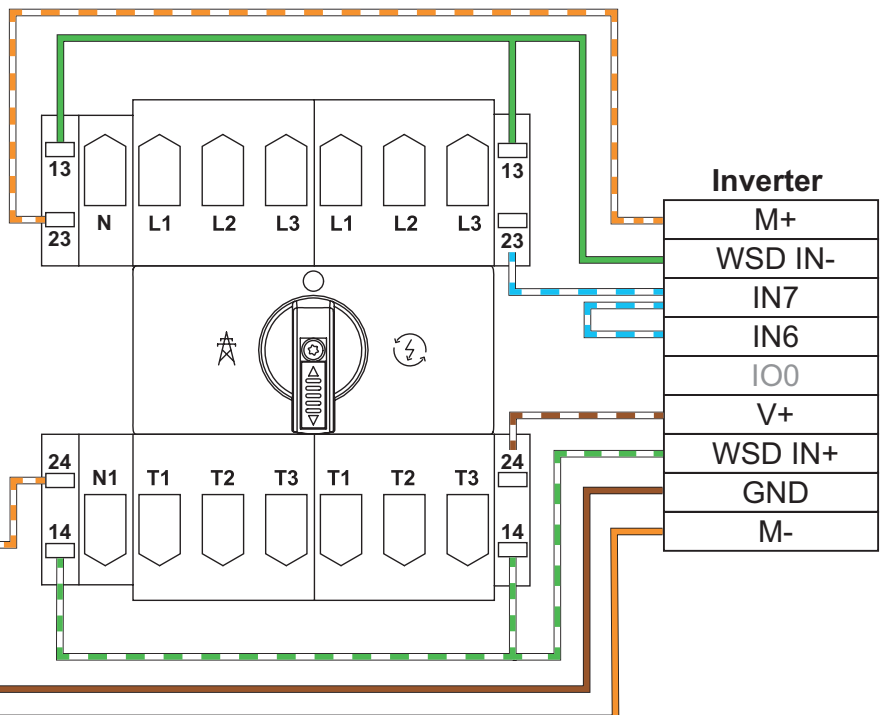 13
23
N L1 L2 L3 L1 L2 L3
13
23
24
14
N1 T1 T2 T3 T1 T2 T3
24
14
Inverter
M+
WSD IN-
IN7
IN6
IO0
V+
WSD IN+
GND
M-